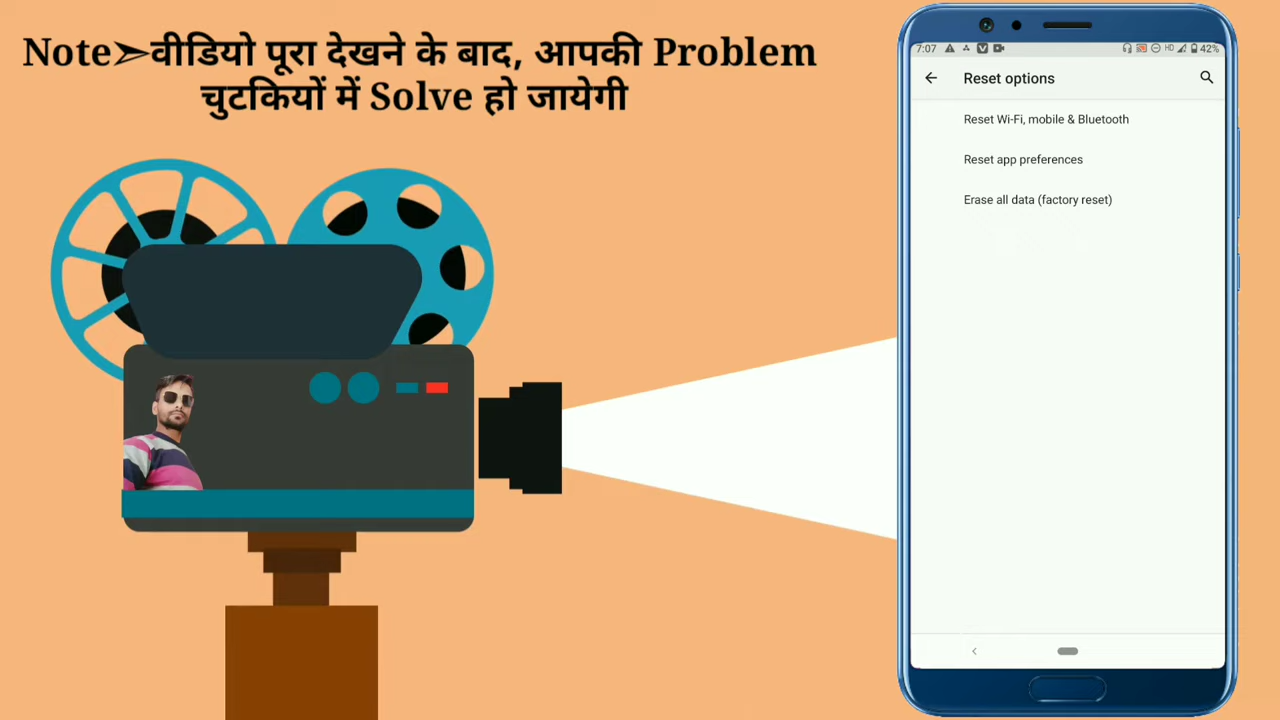 Note➣वीडियो पूरा देखने के बाद, आपकी Problem
चुटकियों में Solve हो जायेगी
7:07 HD 42%
Reset options
Reset Wi-Fi, mobile & Bluetooth
Reset app preferences
Erase all data (factory reset)